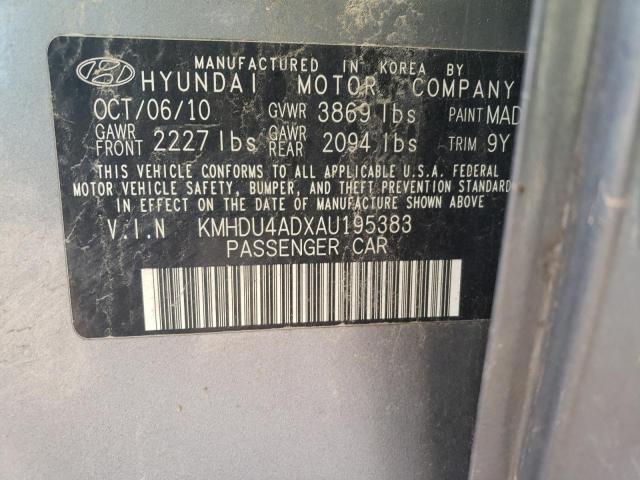 MANUFACTURED IN KOREA BY
HYUNDAI MOTOR COMPANY
OCT/06/10 GVWR 3869 lbs PAINT MAD
GAWR FRONT 2227 lbs GAWR REAR 2094 lbs TRIM 9Y
THIS VEHICLE CONFORMS TO ALL APPLICABLE U.S.A. FEDERAL
MOTOR VEHICLE SAFETY, BUMPER, AND THEFT PREVENTION STANDARD
IN EFFECT ON THE DATE OF MANUFACTURE SHOWN ABOVE
V.I.N KMHDU4ADXAU195383
PASSENGER CAR